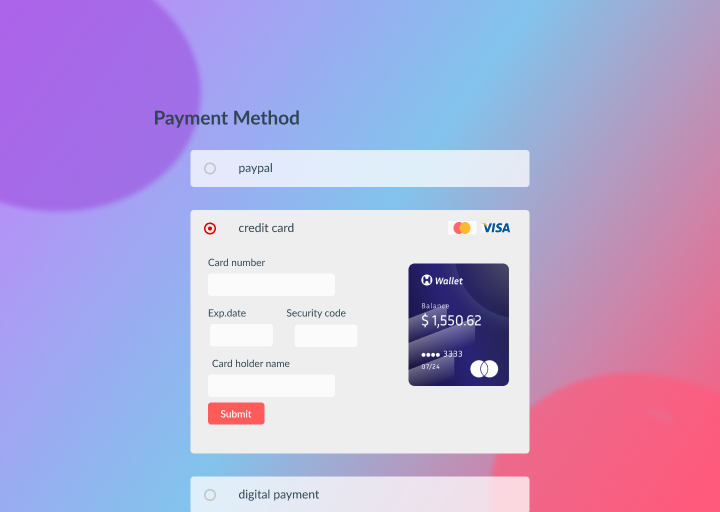 Payment Method
paypal
credit card
VISA
Card number
Exp.date Security code
Card holder name
Submit
Wallet
Balance
$ 1,550.62
●●●● 3333
07/24
digital payment